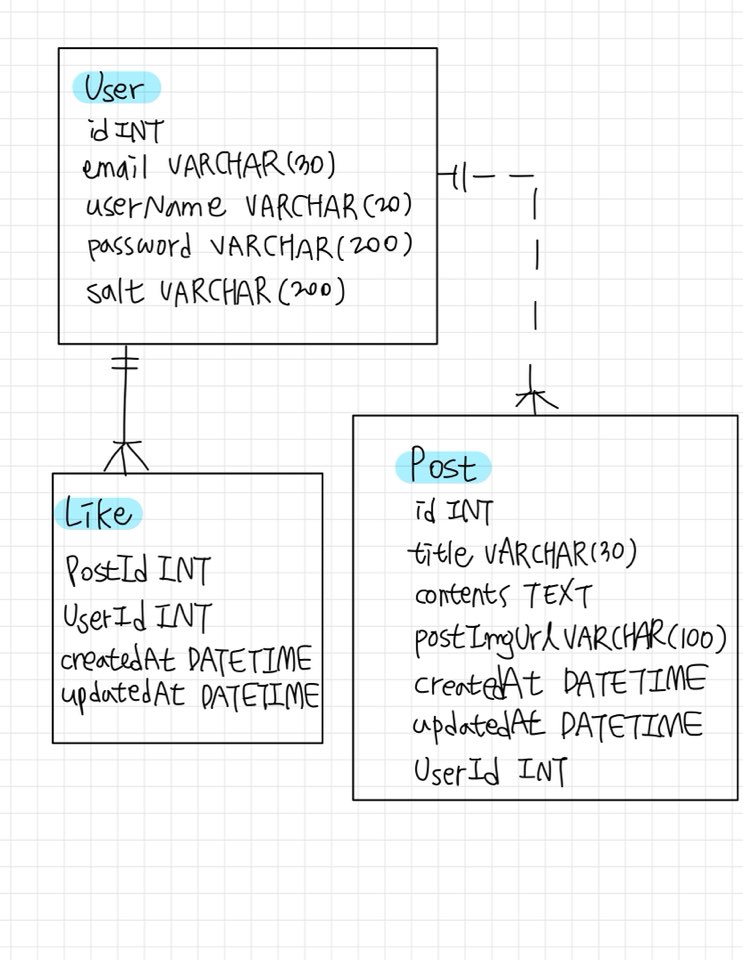 User
id INT
email VARCHAR(30)
userName VARCHAR(20)
password VARCHAR(200)
salt VARCHAR(200)
Like
PostId INT
UserId INT
createdAt DATETIME
updatedAt DATETIME
Post
id INT
title VARCHAR(30)
contents TEXT
postImgUrl VARCHAR(100)
createdAt DATETIME
updatedAt DATETIME
UserId INT